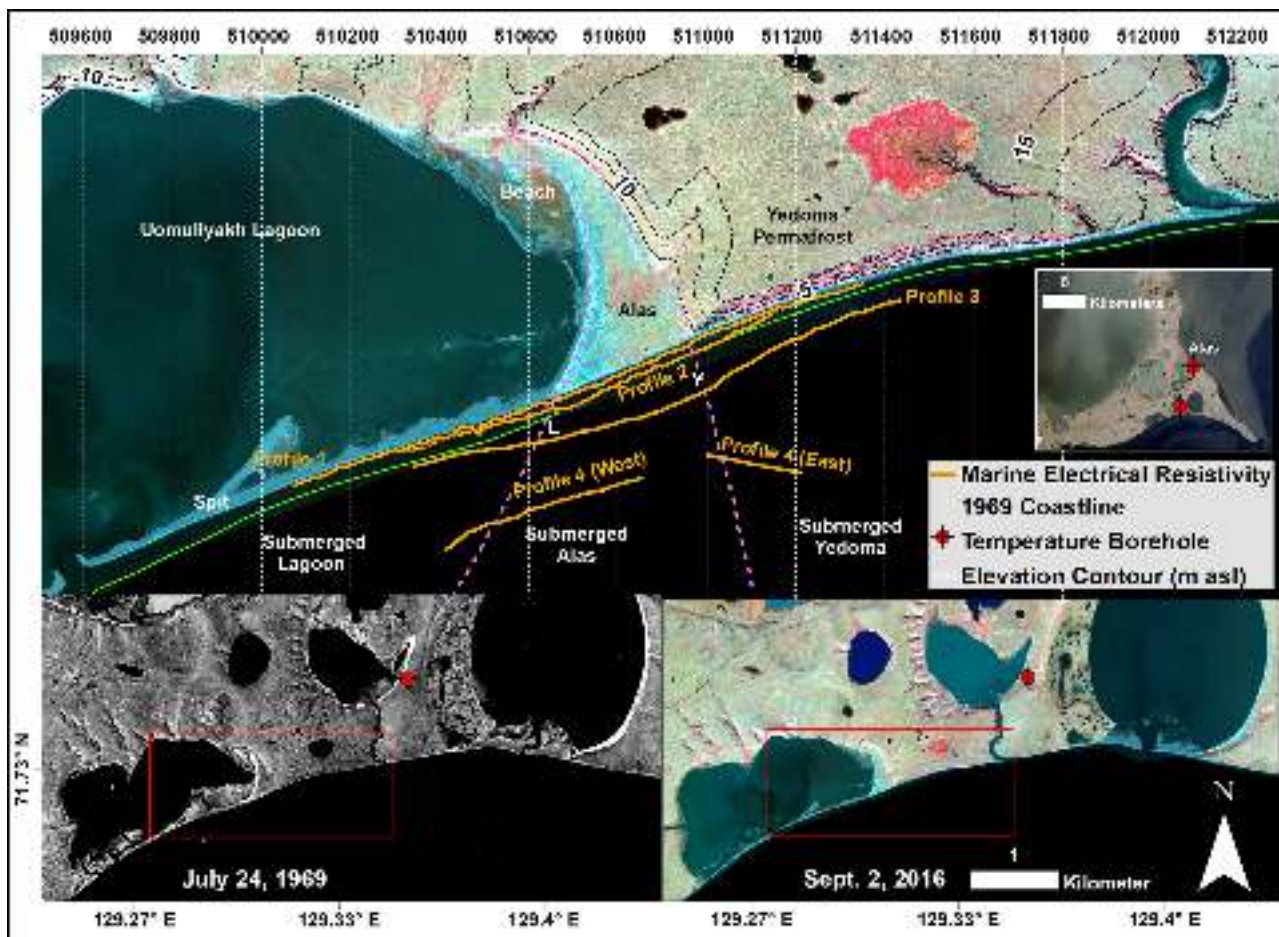 509600 509800 510000 510200 510400 510600 510800 511000 511200 511400 511600 511800 512000 512200
10
Beach
10
15
Uomullyakh Lagoon
Yedoma
Permafrost
5
Alas
Profile 3
Kilometers
Profile 2
Y
L
Profile 1
Profile 4 (West)
Profile 4 (East)
Spit
Submerged
Lagoon
Submerged
Alas
Submerged
Yedoma
Marine Electrical Resistivity
1969 Coastline
Temperature Borehole
Elevation Contour (m asl)
71.73° N
N
July 24, 1969
Sept. 2, 2016
1
Kilometer
129.27° E 129.33° E 129.4° E 129.27° E 129.33° E 129.4° E